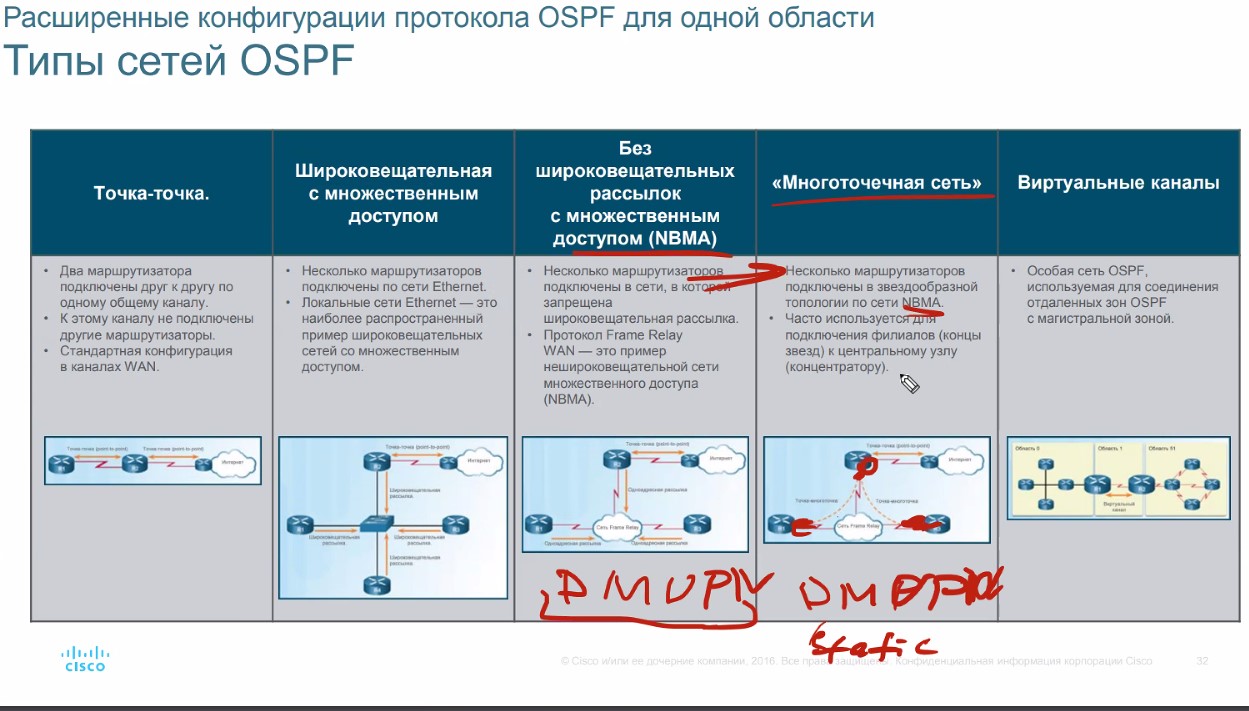 Расширенные конфигурации протокола OSPF для одной области
Типы сетей OSPF
Точка-точка.
Широковещательная
с множественным
доступом
Без
широковещательных
рассылок
с множественным
доступом (NBMA)
«Многоточечная сеть»
Виртуальные каналы
• Два маршрутизатора
подключены друг к другу по
одному общему каналу.
• К этому каналу не подключены
другие маршрутизаторы.
• Стандартная конфигурация
в каналах WAN.
• Несколько маршрутизаторов
подключены по сети Ethernet.
• Локальные сети Ethernet — это
наиболее распространенный
пример широковещательных
сетей со множественным
доступом.
• Несколько маршрутизаторов
подключены в сети, в которой
запрещена
широковещательная рассылка.
• Протокол Frame Relay
WAN — это пример
нешироковещательной сети
множественного доступа
(NBMA).
Несколько маршрутизаторов
подключены в звездообразной
топологии по сети NBMA.
• Часто используется для
подключения филиалов (концы
звезд) к центральному узлу
(концентратору).
• Особая сеть OSPF,
используемая для соединения
отдаленных зон OSPF
с магистральной зоной.
Точка-точка (point-to-point)
Точка-точка (point-to-point)
Интернет
Точка-точка (point-to-point)
Интернет
Широковещательная
рассылка
Широковещательная
рассылка
Широковещательная
рассылка
Широковещательная
рассылка
Точка-точка (point-to-point)
Интернет
Одноадресная
рассылка
Сеть Frame Relay
Одноадресная рассылка
Одноадресная рассылка
Точка-точка (point-to-point)
Интернет
Точка-многоточка
Точка-многоточка
Сеть Frame Relay
Область 0
Область 1
Область 51
Виртуальный
канал
DMVPN
static
CISCO
© Cisco и/или ее дочерние компании, 2016. Все права защищены. Конфиденциальная информация корпорации Cisco
32